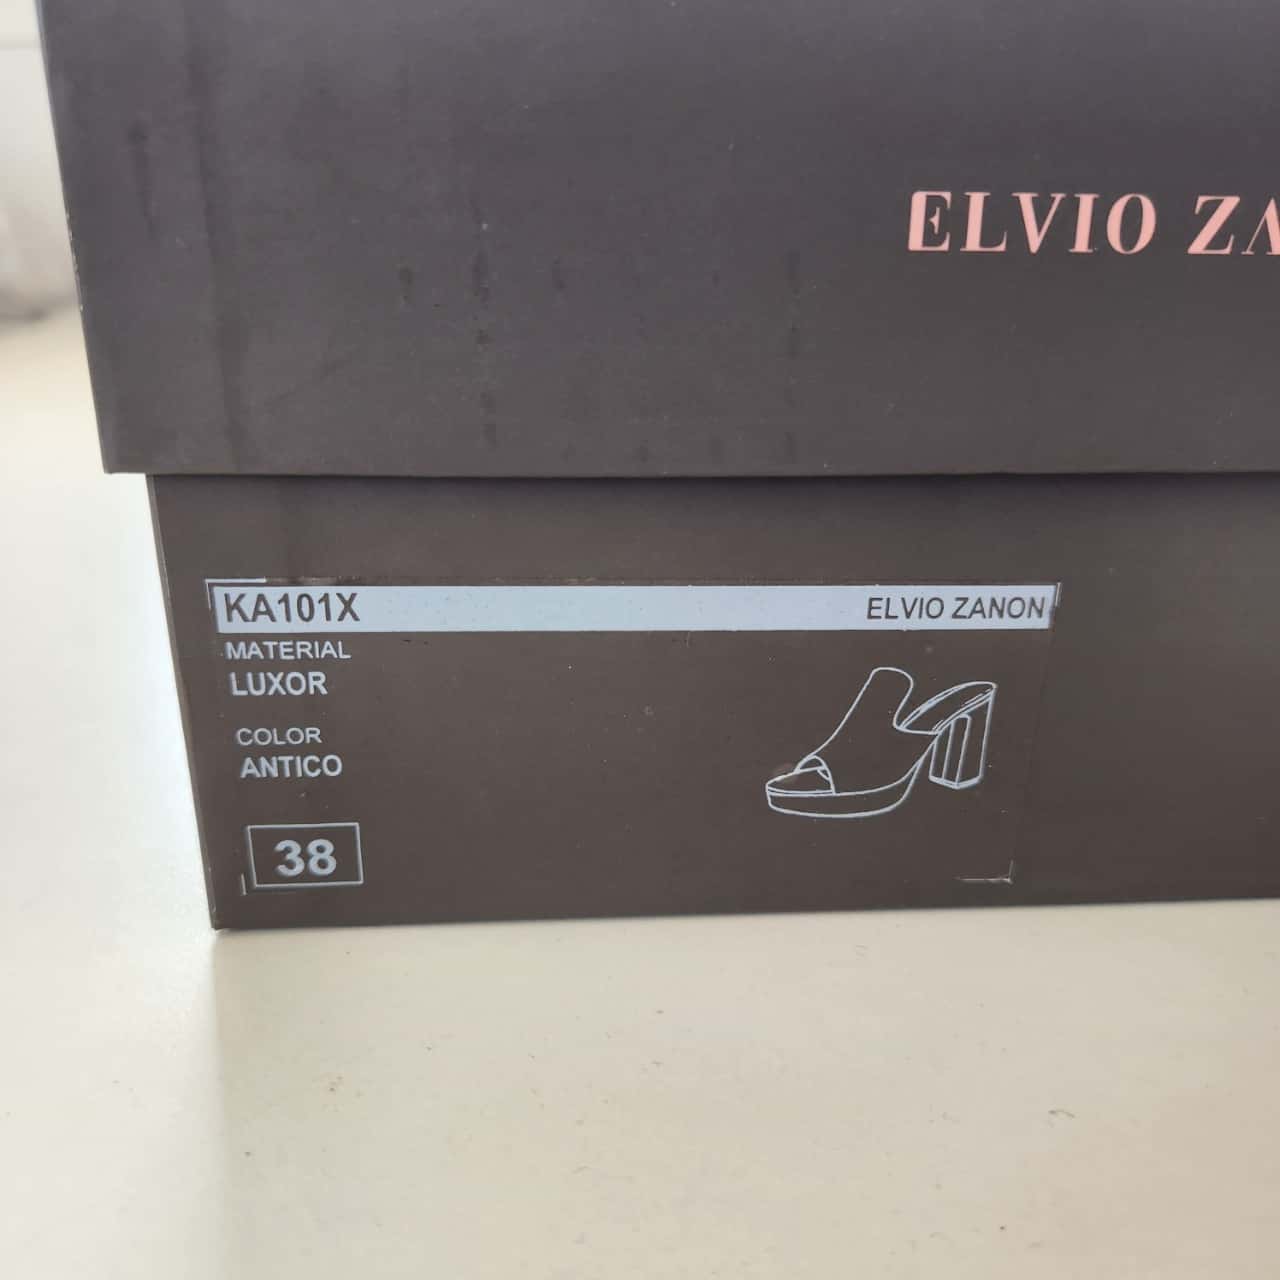 ELVIO ZA
KA101X ELVIO ZANON
MATERIAL
LUXOR
COLOR
ANTICO
38